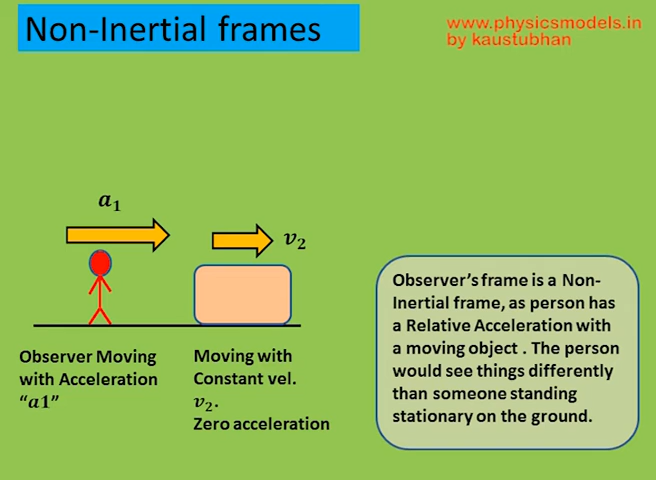 Non-Inertial frames
www.physicsmodels.in
by kaustubhan
a₁
v₂
Observer's frame is a Non-
Inertial frame, as person has
a Relative Acceleration with
a moving object . The person
would see things differently
than someone standing
stationary on the ground.
Observer Moving
with Acceleration
“a1”
Moving with
Constant vel.
v₂.
Zero acceleration